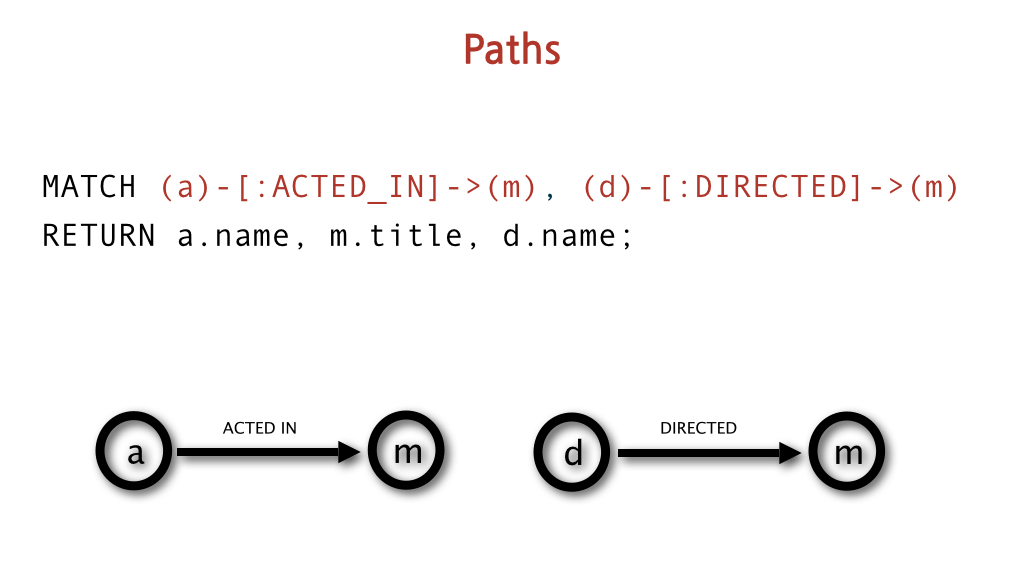 Paths
MATCH (a)-[:ACTED_IN]->(m), (d)-[:DIRECTED]->(m)
RETURN a.name, m.title, d.name;
ACTED IN
DIRECTED
a
m
d
m